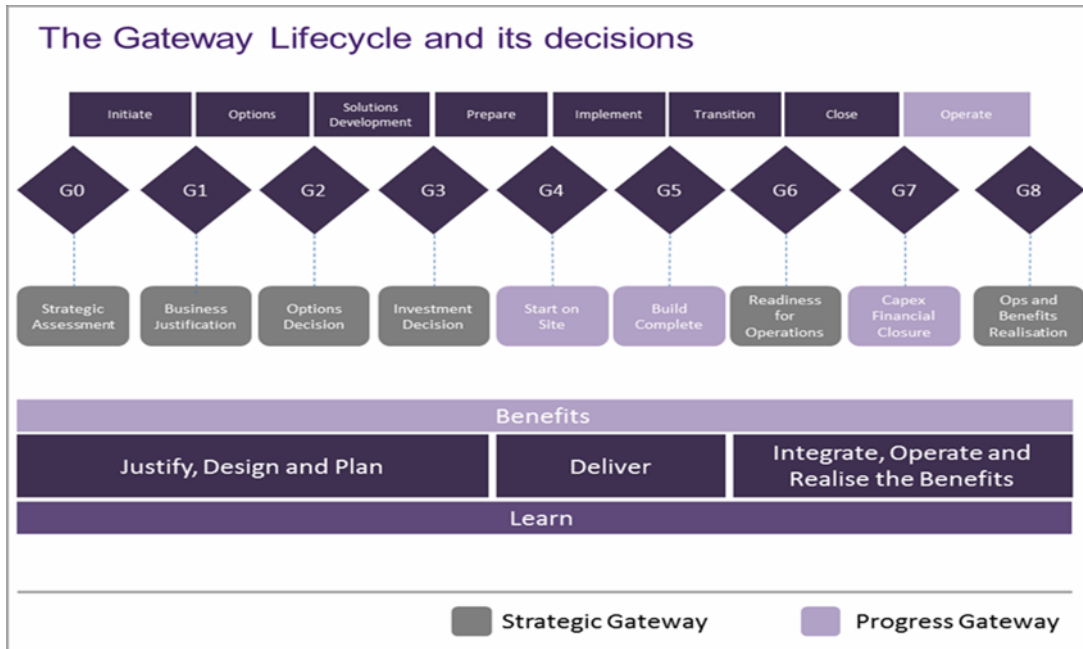 The Gateway Lifecycle and its decisions
Initiate
Options
Solutions
Development
Prepare
Implement
Transition
Close
Operate
G0
G1
G2
G3
G4
G5
G6
G7
G8
Strategic
Assessment
Business
Justification
Options
Decision
Investment
Decision
Start on
Site
Build
Complete
Readiness
for
Operations
Capex
Financial
Closure
Ops and
Benefits
Realisation
Benefits
Justify, Design and Plan
Deliver
Integrate, Operate and
Realise the Benefits
Learn
Strategic Gateway
Progress Gateway